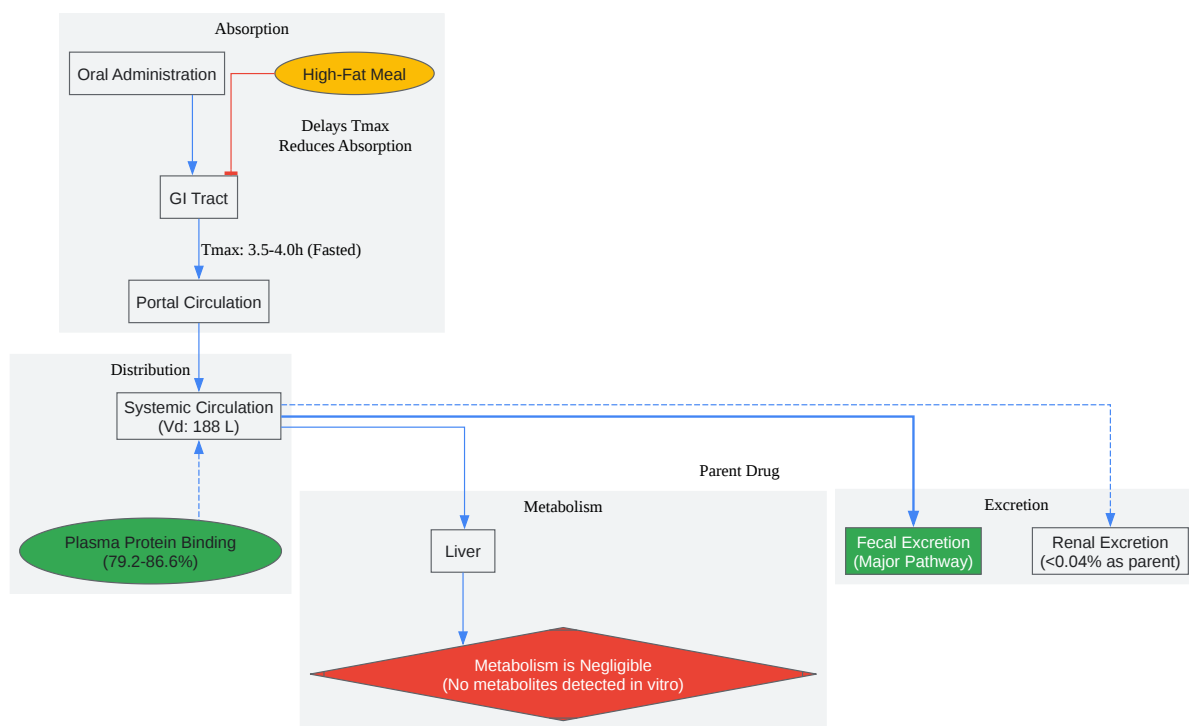 Absorption
Oral Administration
High-Fat Meal
Delays Tmax
Reduces Absorption
GI Tract
Tmax: 3.5-4.0h (Fasted)
Portal Circulation
Distribution
Systemic Circulation
(Vd: 188 L)
Parent Drug
Plasma Protein Binding
(79.2-86.6%)
Metabolism
Liver
Metabolism is Negligible
(No metabolites detected in vitro)
Excretion
Fecal Excretion
(Major Pathway)
Renal Excretion
(<0.04% as parent)